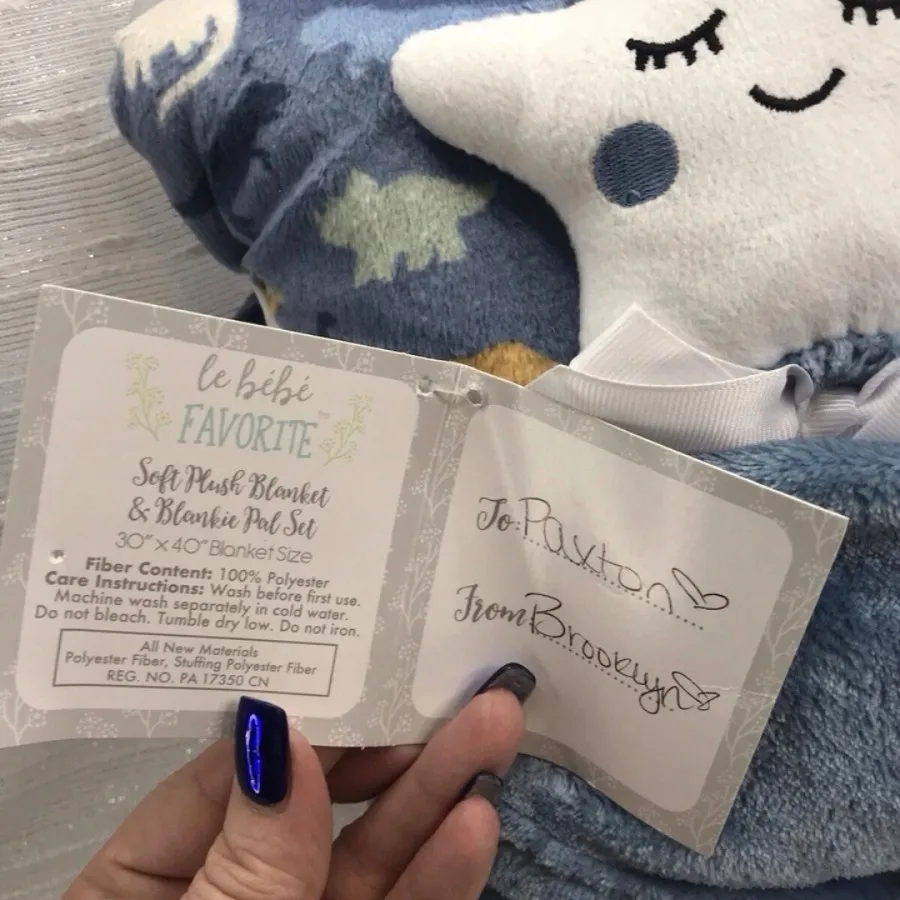 le bébé
FAVORITE™
Soft Plush Blanket
& Blankie Pal Set
30" x 40" Blanket Size
Fiber Content: 100% Polyester
Care Instructions: Wash before first use.
Machine wash separately in cold water.
Do not bleach. Tumble dry low. Do not iron.
All New Materials
Polyester Fiber, Stuffing Polyester Fiber
REG. NO. PA 17350 CN
To: Paxton
From Brooklyn